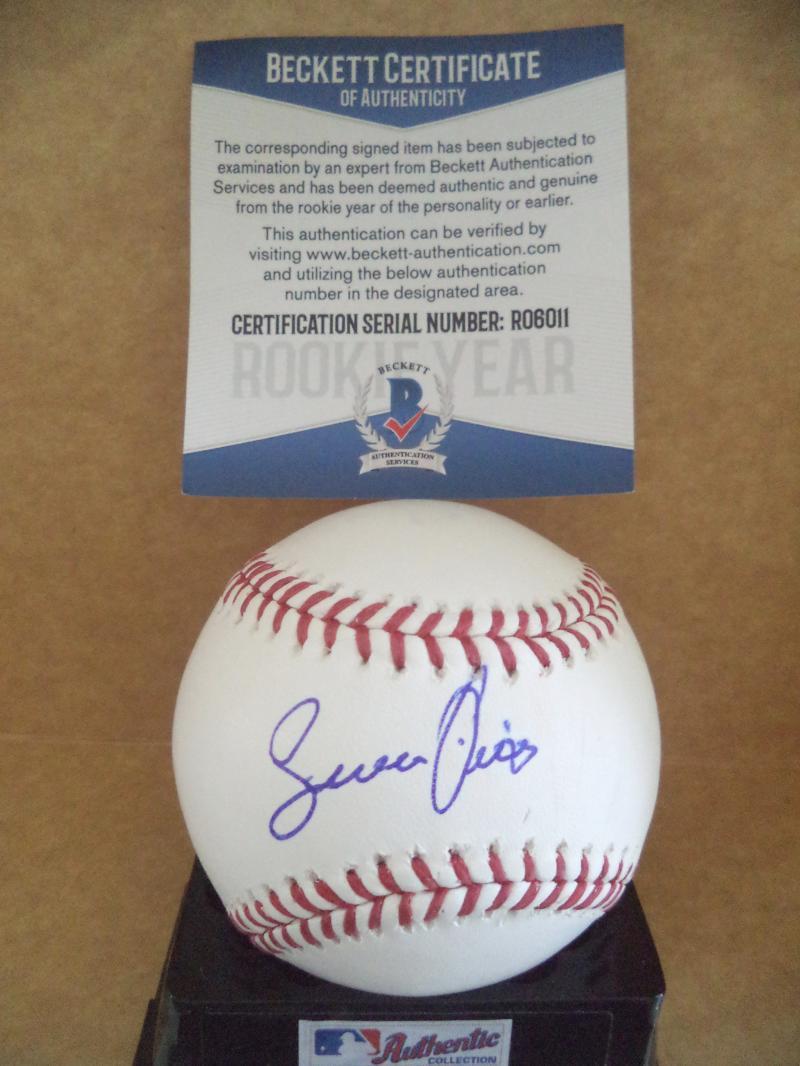 BECKETT CERTIFICATE
OF AUTHENTICITY
The corresponding signed item has been subjected to
examination by an expert from Beckett Authentication
Services and has been deemed authentic and genuine
from the rookie year of the personality or earlier.
This authentication can be verified by
visiting www.beckett-authentication.com
and utilizing the below authentication
number in the designated area.
CERTIFICATION SERIAL NUMBER: R06011
ROOKIE YEAR
BECKETT
B
AUTHENTICATION
SERVICES
Authentic
COLLECTION